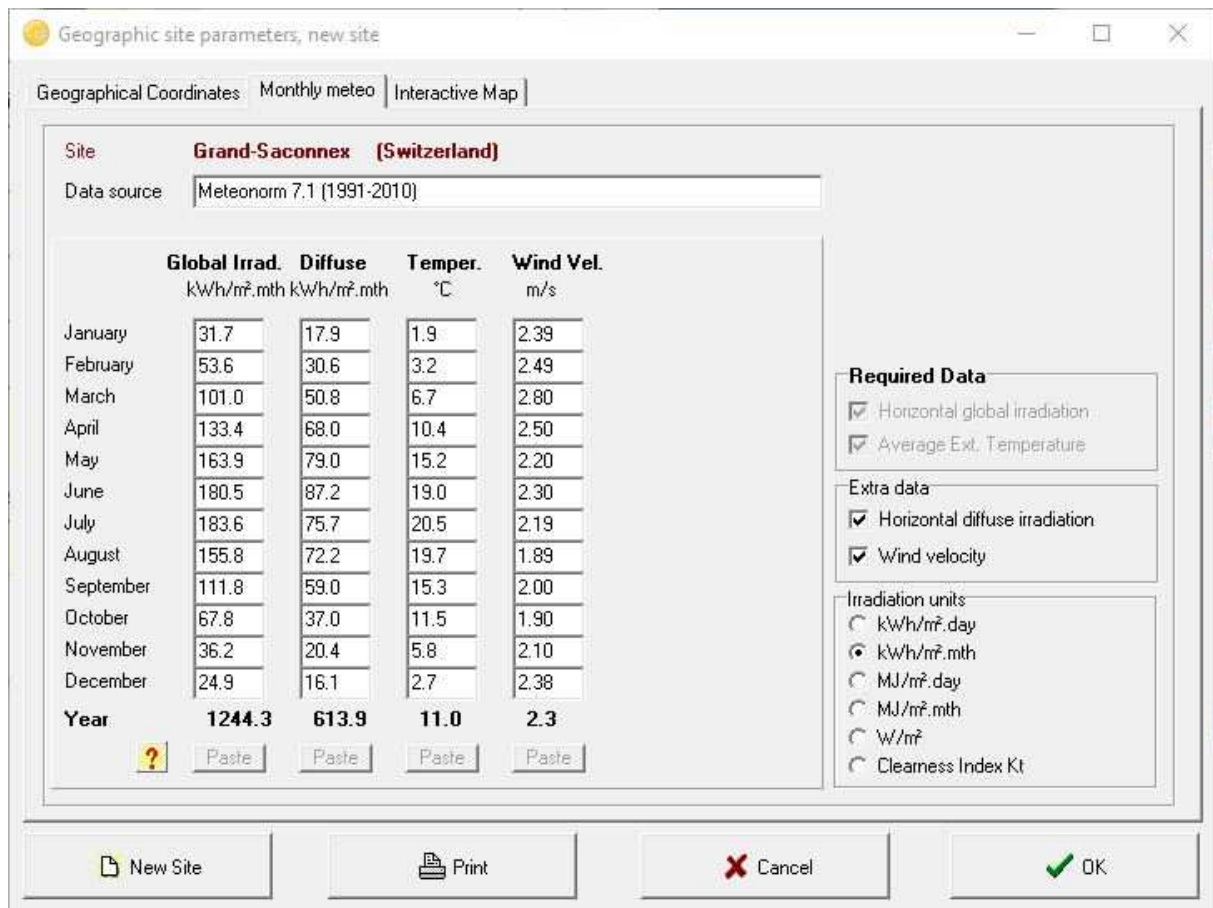 Geographic site parameters, new site
Geographical Coordinates Monthly meteo Interactive Map
Site Grand-Saconnex (Switzerland)
Data source Meteonorm 7.1 (1991-2010)
Global Irrad. Diffuse Temper. Wind Vel.
kWh/m².mth kWh/m².mth °C m/s
January 31.7 17.9 1.9 2.39
February 53.6 30.6 3.2 2.49
March 101.0 50.8 6.7 2.80
April 133.4 68.0 10.4 2.50
May 163.9 79.0 15.2 2.20
June 180.5 87.2 19.0 2.30
July 183.6 75.7 20.5 2.19
August 155.8 72.2 19.7 1.89
September 111.8 59.0 15.3 2.00
October 67.8 37.0 11.5 1.90
November 36.2 20.4 5.8 2.10
December 24.9 16.1 2.7 2.38
Year 1244.3 613.9 11.0 2.3
? Paste Paste Paste Paste
Required Data
Horizontal global irradiation
Average Ext. Temperature
Extra data
Horizontal diffuse irradiation
Wind velocity
Irradiation units
kWh/m².day
kWh/m².mth
MJ/m².day
MJ/m².mth
W/m²
Clearness Index Kt
New Site Print Cancel OK